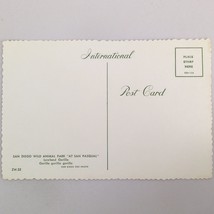 International
PLACE
STAMP
HERE
Post Card
SAN DIEGO WILD ANIMAL PARK "AT SAN PASQUAL"
Lowland Gorilla
Gorilla gorilla gorilla